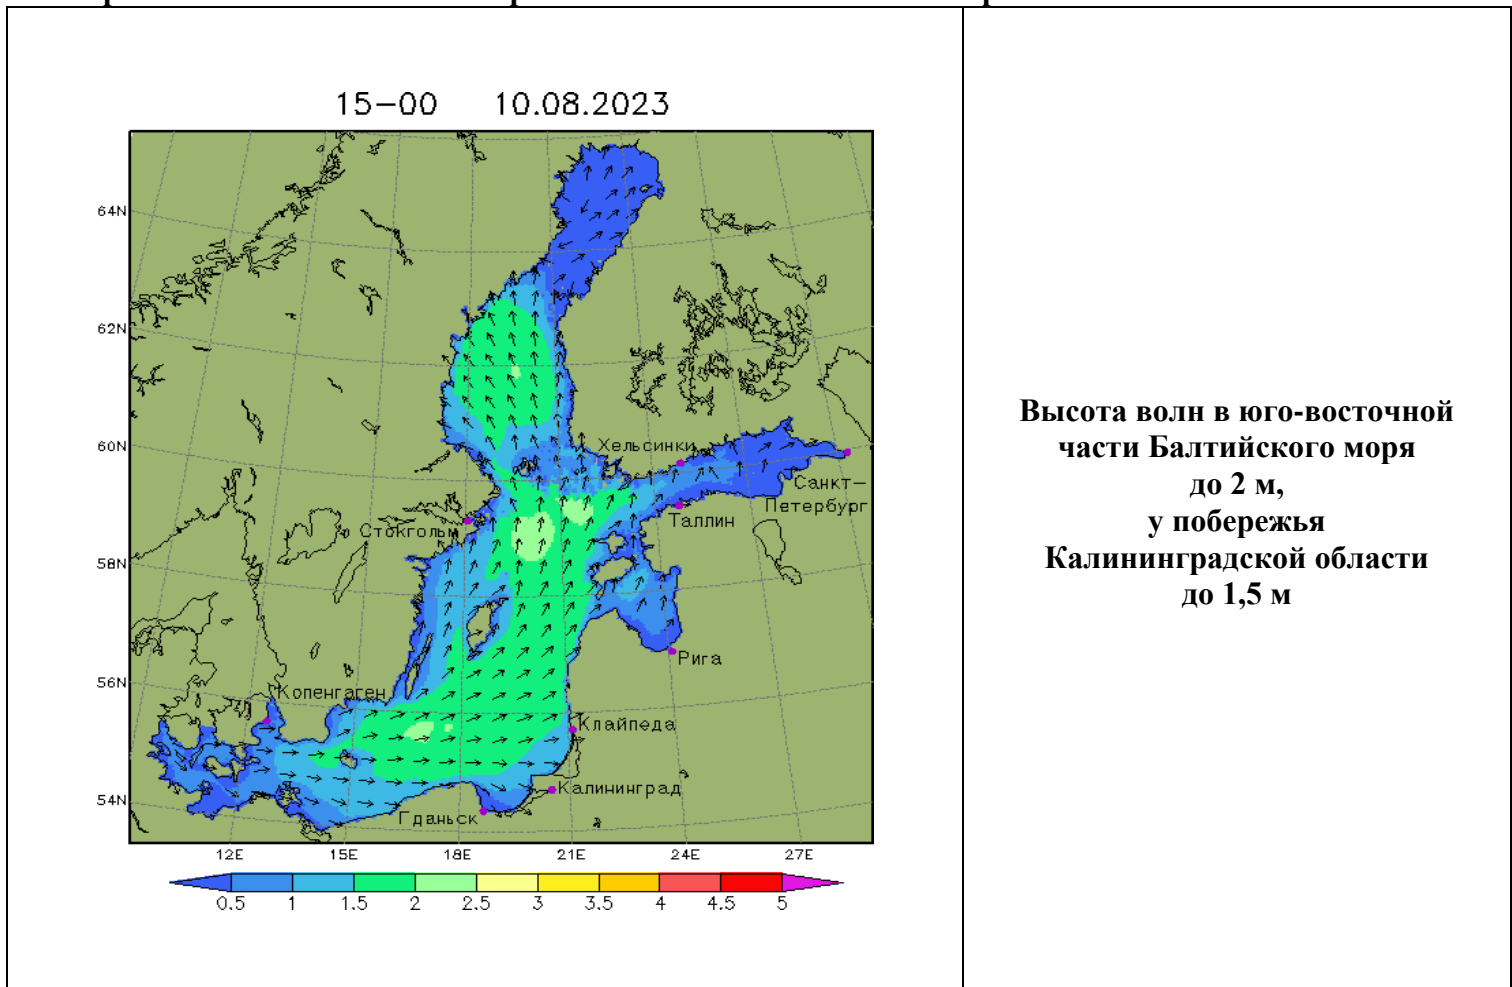 15-00 10.08.2023
64N
62N
60N
58N
56N
54N
Хельсинки
Санкт-
Петербург
Таллин
Стокгольм
Рига
Копенгаген
Клайпеда
Калининград
Гданьск
12E 15E 18E 21E 24E 27E
0.5 1 1.5 2 2.5 3 3.5 4 4.5 5
Высота волн в юго-восточной
части Балтийского моря
до 2 м,
у побережья
Калининградской области
до 1,5 м